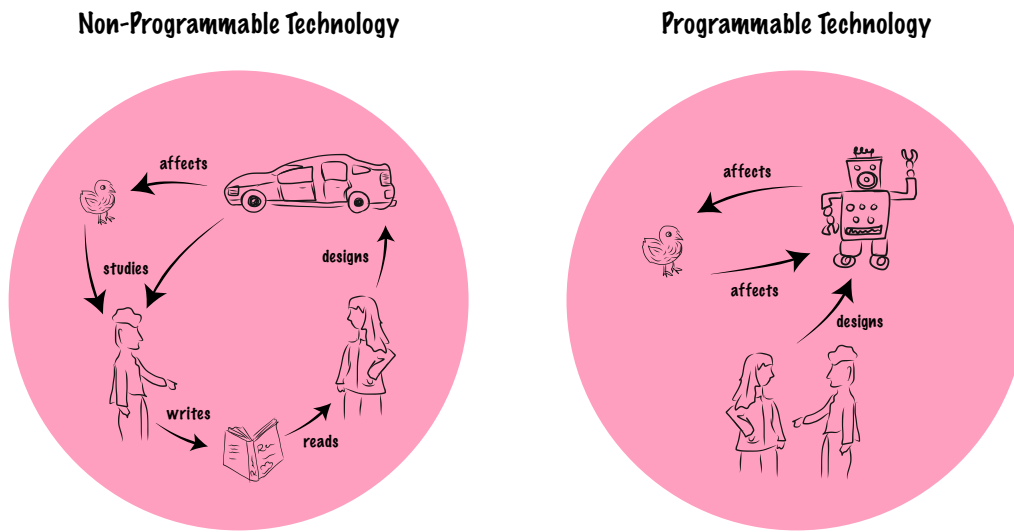 Non-Programmable Technology
affects
studies
designs
writes
reads
Programmable Technology
affects
affects
designs